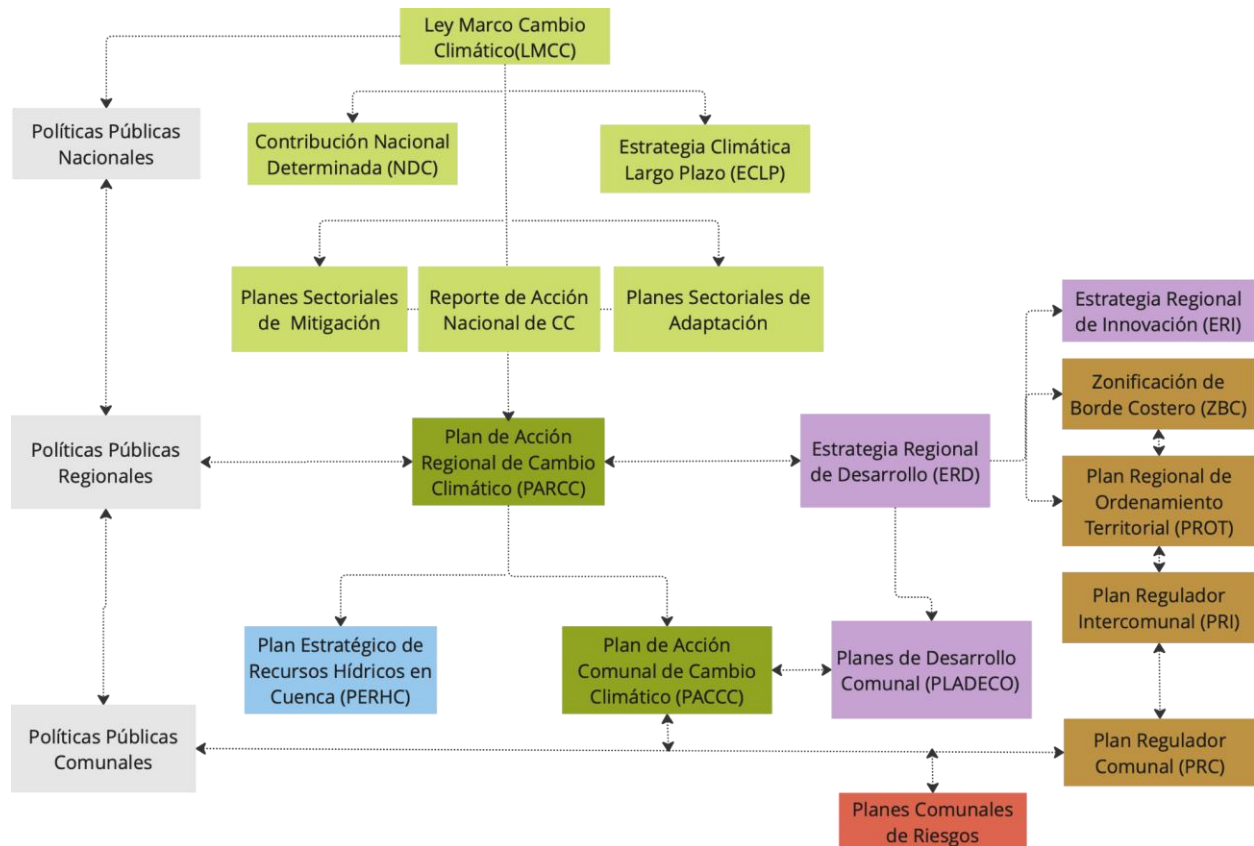 Ley Marco Cambio
Climático(LMCC)
Políticas Públicas
Nacionales
Contribución Nacional
Determinada (NDC)
Estrategia Climática
Largo Plazo (ECLP)
Planes Sectoriales
de Mitigación
Reporte de Acción
Nacional de CC
Planes Sectoriales de
Adaptación
Estrategia Regional
de Innovación (ERI)
Zonificación de
Borde Costero (ZBC)
Políticas Públicas
Regionales
Plan de Acción
Regional de Cambio
Climático (PARCC)
Estrategia Regional
de Desarrollo (ERD)
Plan Regional de
Ordenamiento
Territorial (PROT)
Plan Regulador
Intercomunal (PRI)
Plan Estratégico de
Recursos Hídricos en
Cuenca (PERHC)
Plan de Acción
Comunal de Cambio
Climático (PACCC)
Planes de Desarrollo
Comunal (PLADECO)
Políticas Públicas
Comunales
Plan Regulador
Comunal (PRC)
Planes Comunales
de Riesgos